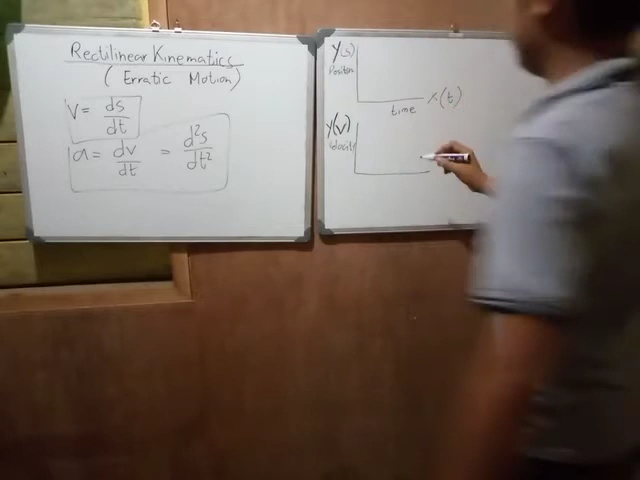 Rectilinear Kinematics
(Erratic Motion)
V = ds/dt
a = dv/dt = d²s/dt²
Y(s)
Position
time X(t)
Y(v)
Velocity